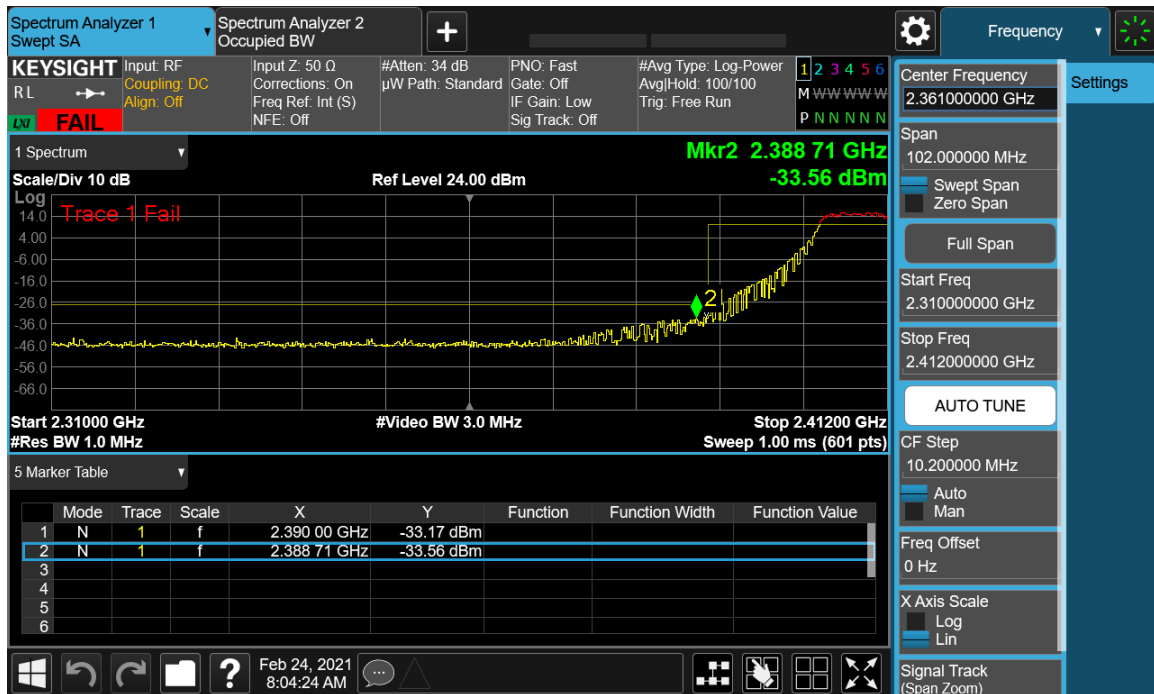 Spectrum Analyzer 1
Swept SA
Spectrum Analyzer 2
Occupied BW
Frequency
KEYSIGHT
RL
LXI
FAIL
Input: RF
Coupling: DC
Align: Off
Input Z: 50 Ω
Corrections: On
Freq Ref: Int (S)
NFE: Off
#Atten: 34 dB
µW Path: Standard
PNO: Fast
Gate: Off
IF Gain: Low
Sig Track: Off
#Avg Type: Log-Power
Avg|Hold: 100/100
Trig: Free Run
1 2 3 4 5 6
M W W W W W
P N N N N N
1 Spectrum
Mkr2 2.388 71 GHz
Scale/Div 10 dB
Ref Level 24.00 dBm
-33.56 dBm
Log
Trace 1 Fail
14.0
4.00
-6.00
-16.0
-26.0
-36.0
-46.0
-56.0
-66.0
2
Start 2.31000 GHz
#Video BW 3.0 MHz
Stop 2.41200 GHz
#Res BW 1.0 MHz
Sweep 1.00 ms (601 pts)
5 Marker Table
Mode Trace Scale X Y Function Function Width Function Value
1 N 1 f 2.390 00 GHz -33.17 dBm
2 N 1 f 2.388 71 GHz -33.56 dBm
3
4
5
6
Feb 24, 2021
8:04:24 AM
Center Frequency
2.361000000 GHz
Settings
Span
102.000000 MHz
Swept Span
Zero Span
Full Span
Start Freq
2.310000000 GHz
Stop Freq
2.412000000 GHz
AUTO TUNE
CF Step
10.200000 MHz
Auto
Man
Freq Offset
0 Hz
X Axis Scale
Log
Lin
Signal Track
(Span Zoom)